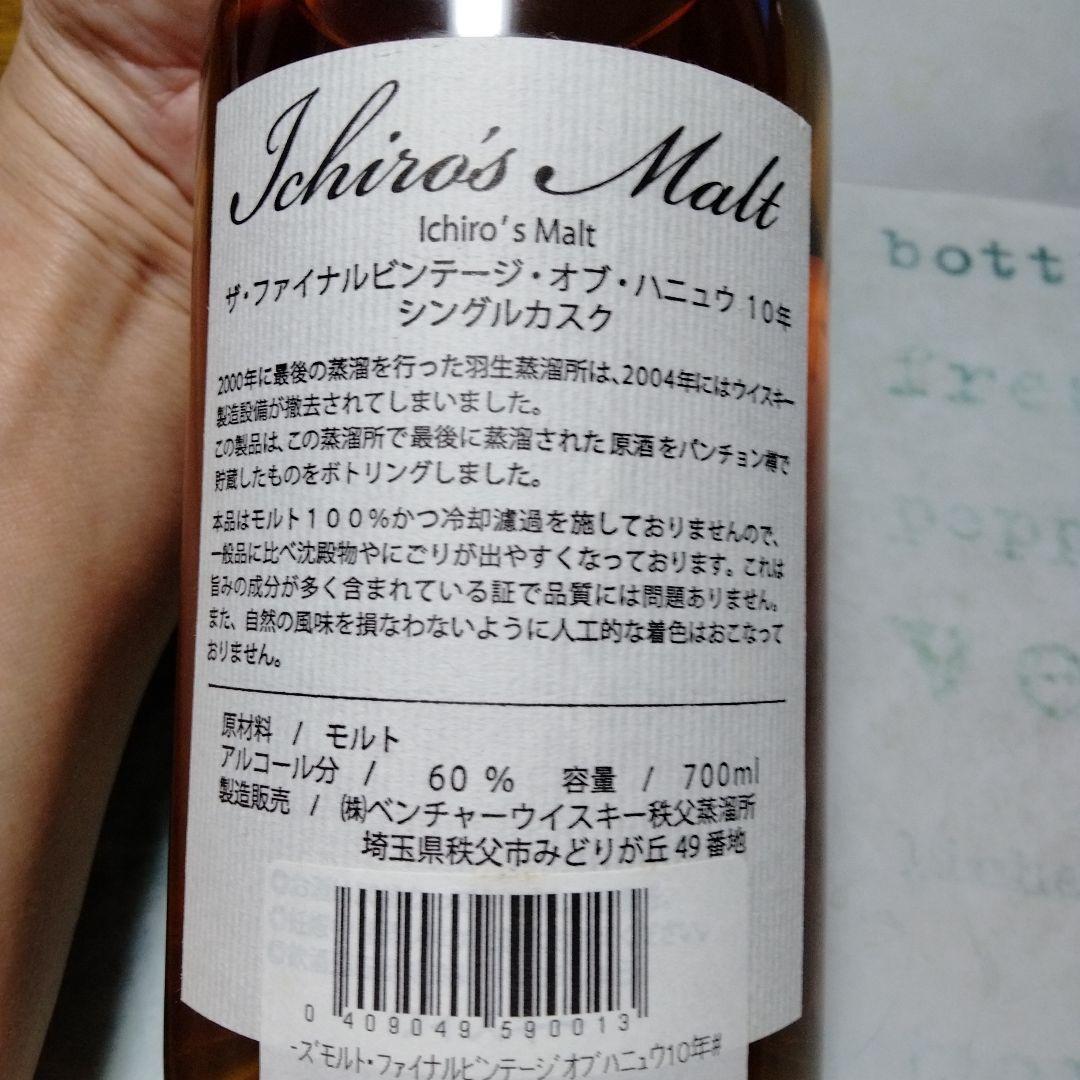 Ichiro's Malt
Ichiro's Malt
ザ・ファイナルビンテージ・オブ・ハニュウ 10年
シングルカスク
2000年に最後の蒸溜を行った羽生蒸溜所は、2004年にはウイスキー
製造設備が撤去されてしまいました。
この製品は、この蒸溜所で最後に蒸溜された原酒をパンチョン樽で
貯蔵したものをボトリングしました。
本品はモルト100%かつ冷却濾過を施しておりませんので、
一般品に比べ沈殿物やにごりが出やすくなっております。これは
旨みの成分が多く含まれている証で品質には問題ありません。
また、自然の風味を損なわないように人工的な着色はおこなって
おりません。
原材料 / モルト
アルコール分 / 60 % 容量 / 700ml
製造販売 / ㈱ベンチャーウイスキー秩父蒸溜所
埼玉県秩父市みどりが丘49番地
0 409049 590013
-ズモルト・ファイナルビンテージオブハニュウ10年#
bott